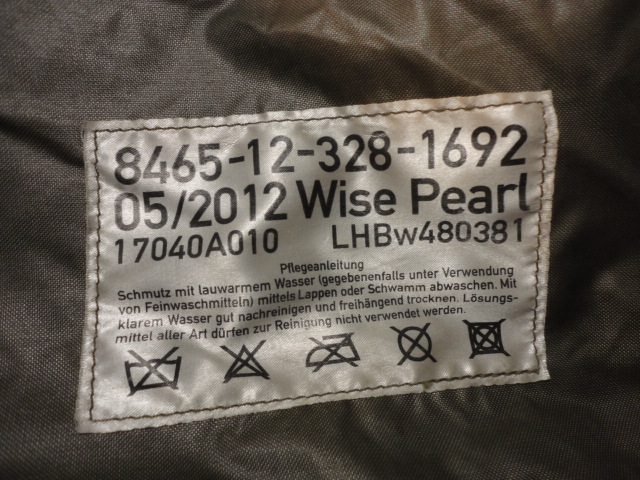 8465-12-328-1692
05/2012 Wise Pearl
17040A010 LHBw480381
Pflegeanleitung
Schmutz mit lauwarmem Wasser (gegebenenfalls unter Verwendung
von Feinwaschmitteln) mittels Lappen oder Schwamm abwaschen. Mit
klarem Wasser gut nachreinigen und freihängend trocknen. Lösungs-
mittel aller Art dürfen zur Reinigung nicht verwendet werden.